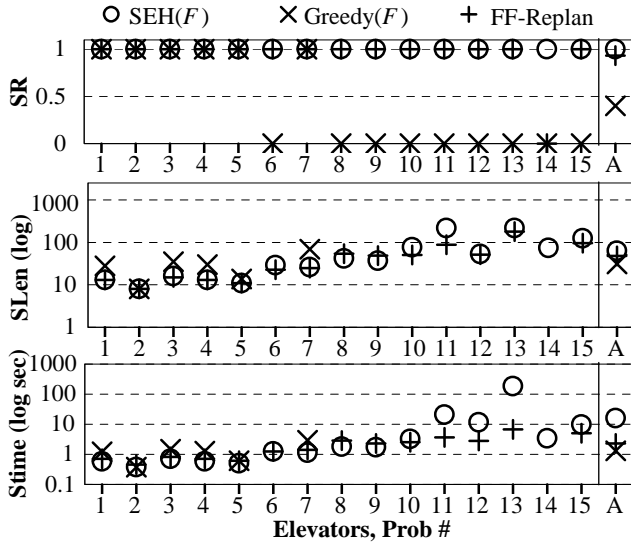 SEH(F) Greedy(F) FF-Replan
SR
1
0.5
0
1 2 3 4 5 6 7 8 9 10 11 12 13 14 15 A
SLen (log)
1000
100
10
1
1 2 3 4 5 6 7 8 9 10 11 12 13 14 15 A
Stime (log sec)
1000
100
10
1
0.1
1 2 3 4 5 6 7 8 9 10 11 12 13 14 15 A
Elevators, Prob #